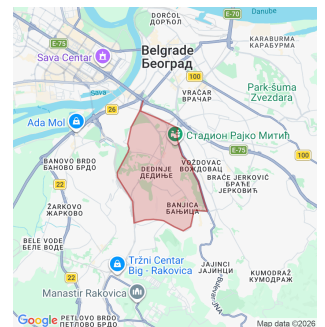 DORĆOL
ДОРЋОЛ
E-70
Danube
E-75
Belgrade
Београд
KARABURMA
КАРАБУРМА
Sava Centar
100
Sava
VRAČAR
ВРАЧАР
Park-šuma
Zvezdara
26
Ada Mol
Стадион Рајко Митић
E-75
BANOVO BRDO
БАНОВО БРДО
DEDINJE
ДЕДИЊЕ
VOŽDOVAC
ВОЖДОВАЦ
BRAĆE JERKOVIĆ
БРАЋЕ
ЈЕРКОВИЋ
22
ŽARKOVO
ЖАРКОВО
BANJICA
БАЊИЦА
100
BELE VODE
БЕЛЕ ВОДЕ
Tržni Centar
Big - Rakovica
JAJINCI
ЈАЈИНЦИ
KUMODRAŽ
КУМОДРАЖ
Manastir Rakovica
Bulevar
22
PETLOVO BRDO
ПЕТЛОВО БРДО
Google
Map data ©2026